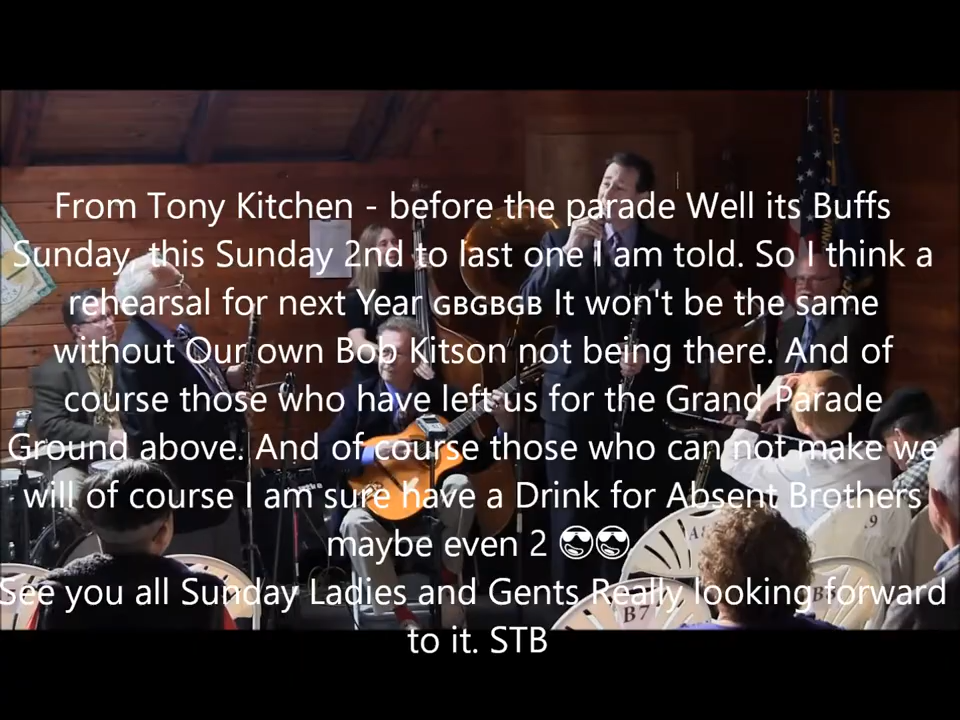 From Tony Kitchen - before the parade Well its Buffs
Sunday, this Sunday 2nd to last one I am told. So I think a
rehearsal for next Year ɢʙɢʙɢʙ It won't be the same
without Our own Bob Kitson not being there. And of
course those who have left us for the Grand Parade
Ground above. And of course those who can not make we
will of course I am sure have a Drink for Absent Brothers
maybe even 2 😎😎
See you all Sunday Ladies and Gents Really looking forward
to it. STB
B7